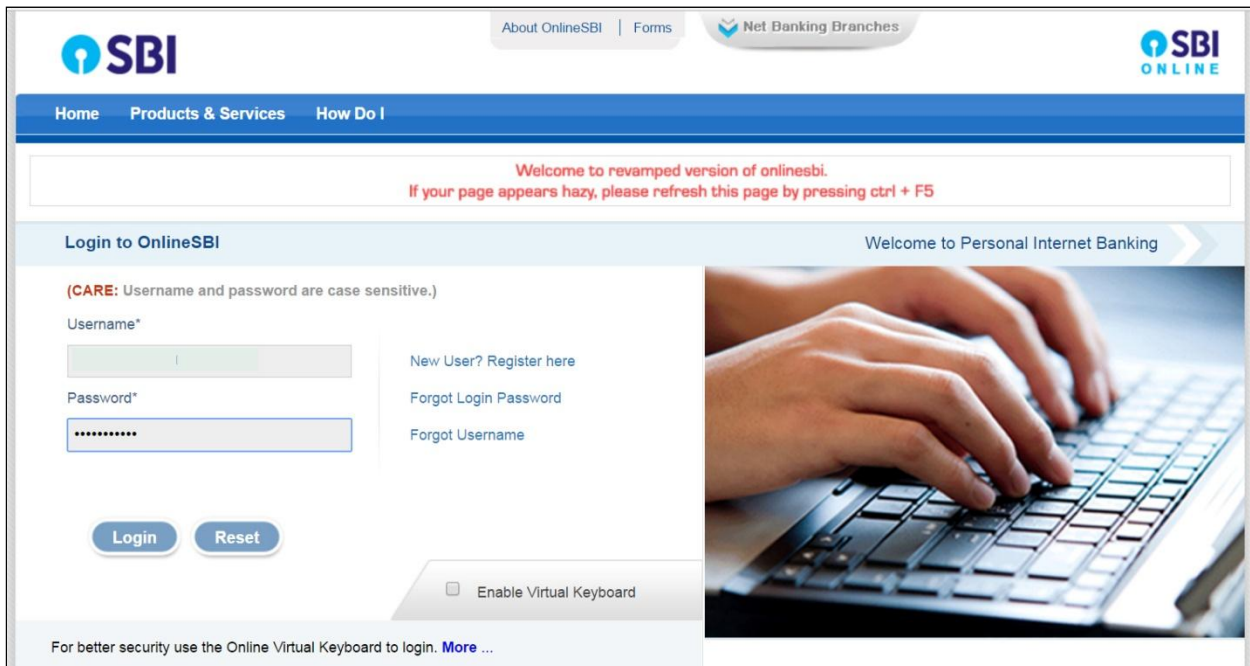 About OnlineSBI | Forms
Net Banking Branches
SBI
SBI
ONLINE
Home Products & Services How Do I
Welcome to revamped version of onlinesbi.
If your page appears hazy, please refresh this page by pressing ctrl + F5
Login to OnlineSBI
Welcome to Personal Internet Banking
(CARE: Username and password are case sensitive.)
Username*
New User? Register here
Password*
Forgot Login Password
•••••••••••
Forgot Username
Login Reset
Enable Virtual Keyboard
For better security use the Online Virtual Keyboard to login. More ...